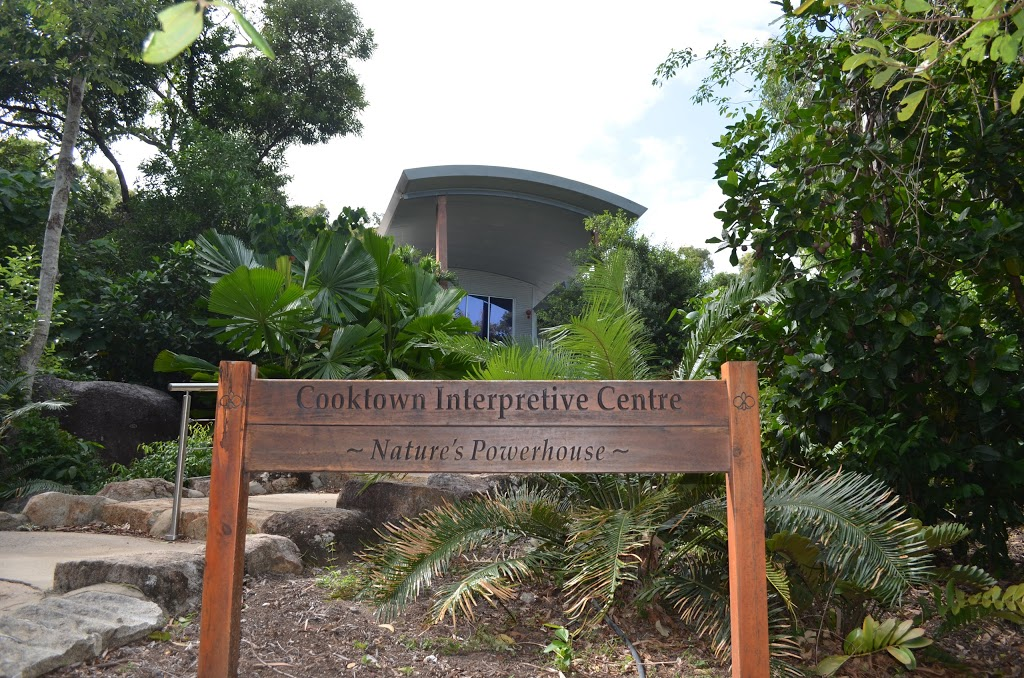 Cooktown Interpretive Centre
~ Nature's Powerhouse ~